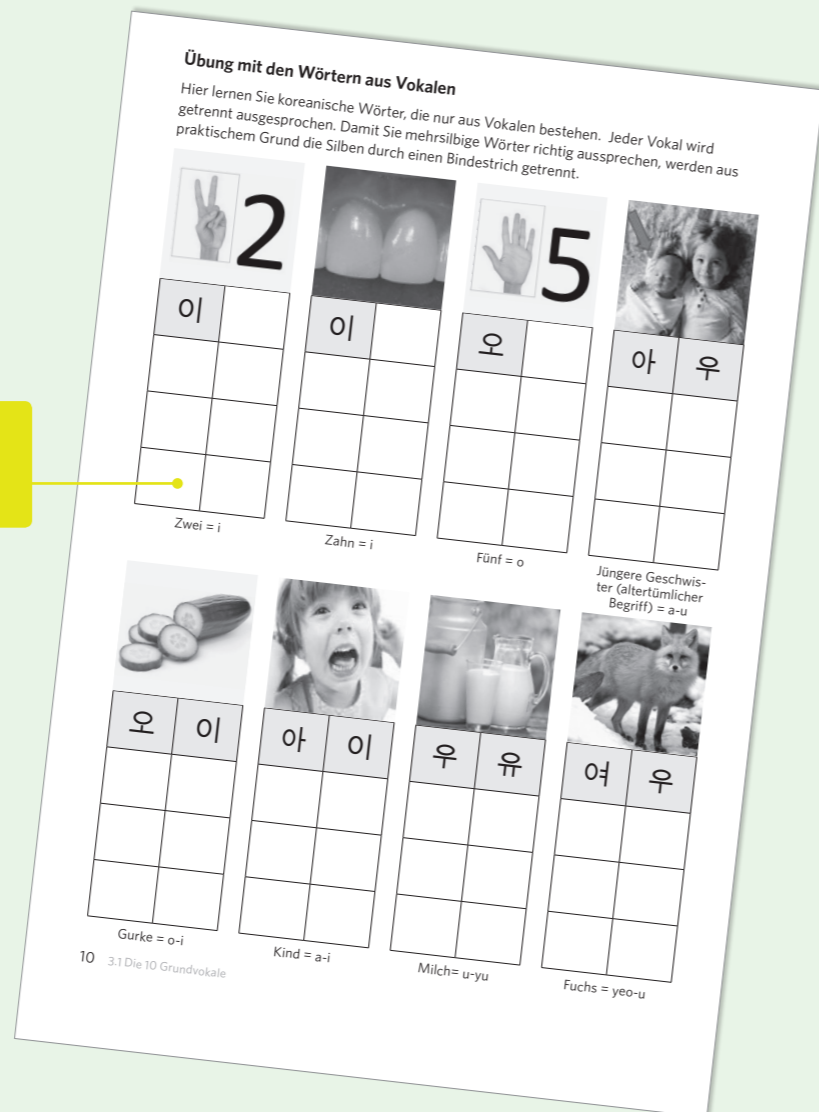 Übung mit den Wörtern aus Vokalen
Hier lernen Sie koreanische Wörter, die nur aus Vokalen bestehen. Jeder Vokal wird
getrennt ausgesprochen. Damit Sie mehrsilbige Wörter richtig aussprechen, werden aus
praktischem Grund die Silben durch einen Bindestrich getrennt.
2
5
이
이
오
아 우
Zwei = i
Zahn = i
Fünf = o
Jüngere Geschwis-
ter (altertümlicher
Begriff) = a-u
오 이
아 이
우 유
여 우
Gurke = o-i
Kind = a-i
Milch= u-yu
Fuchs = yeo-u
10 3.1 Die 10 Grundvokale